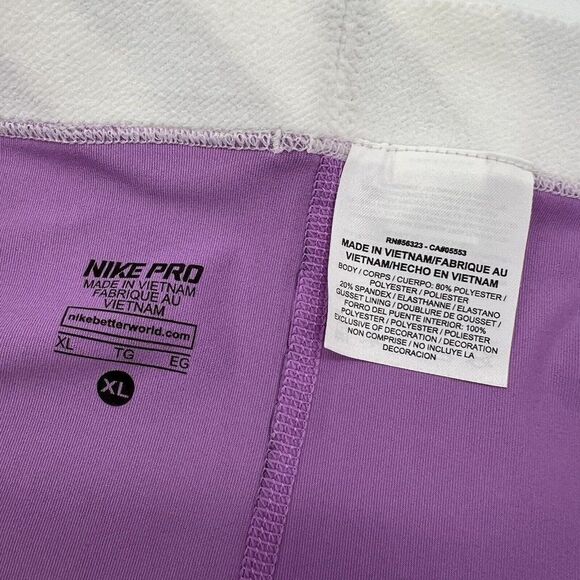 NIKE PRO
MADE IN VIETNAM
FABRIQUE AU
VIETNAM
nikebetterworld.com
XL TG EG
XL
RN#56323 - CA#05553
MADE IN VIETNAM/FABRIQUE AU
VIETNAM/HECHO EN VIETNAM
BODY / CORPS / CUERPO: 80% POLYESTER /
POLYESTER / POLIESTER
20% SPANDEX / ELASTHANNE / ELASTANO
GUSSET LINING / DOUBLURE DE GOUSSET /
FORRO DEL PUENTE INTERIOR: 100%
POLYESTER / POLYESTER / POLIESTER
EXCLUSIVE OF DECORATION / DECORATION
NON COMPRISE / NO INCLUYE LA
DECORACION